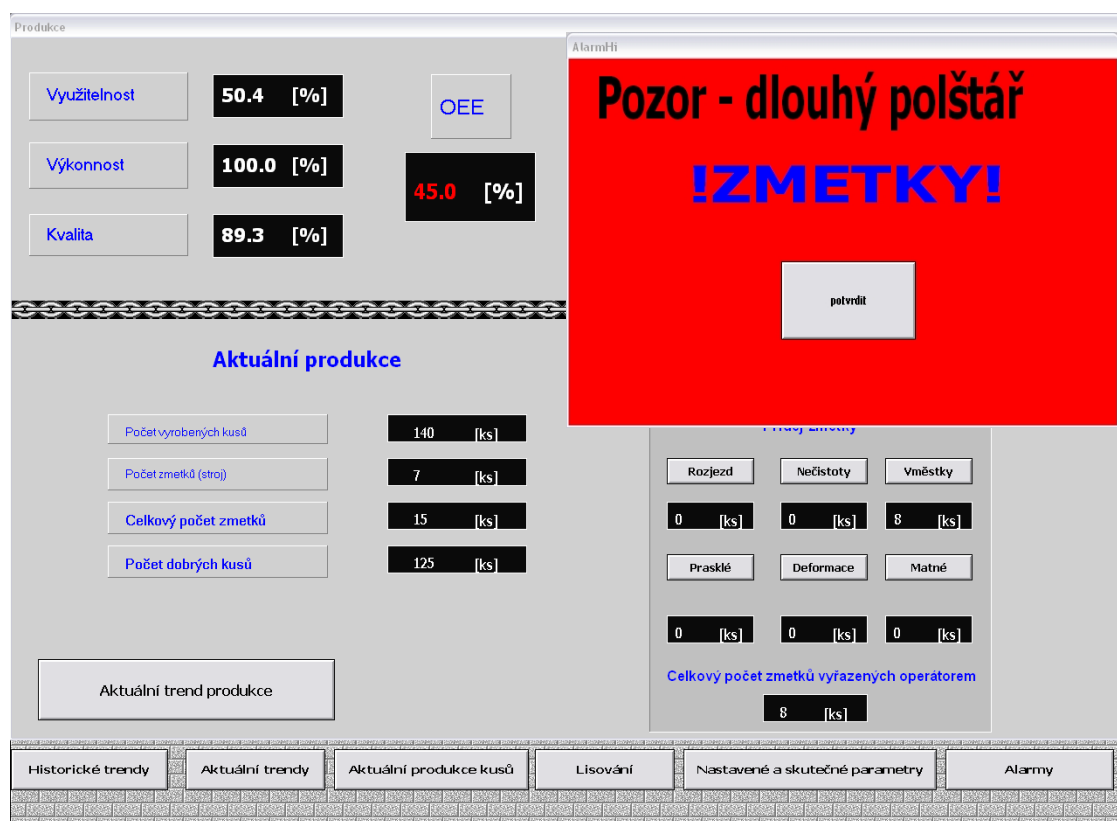 Produkce
Využitelnost 50.4 [%]
OEE
Výkonnost 100.0 [%]
45.0 [%]
Kvalita 89.3 [%]
AlarmHi
Pozor - dlouhý polštář
!ZMETKY!
potvrdit
Aktuální produkce
Počet vyrobených kusů 140 [ks]
Počet zmetků (stroj) 7 [ks]
Celkový počet zmetků 15 [ks]
Počet dobrých kusů 125 [ks]
Aktuální trend produkce
zmetky
Rozjezd Nečistoty Vměstky
0 [ks] 0 [ks] 8 [ks]
Prasklé Deformace Matné
0 [ks] 0 [ks] 0 [ks]
Celkový počet zmetků vyřazených operátorem
8 [ks]
Historické trendy Aktuální trendy Aktuální produkce kusů Lisování Nastavené a skutečné parametry Alarmy